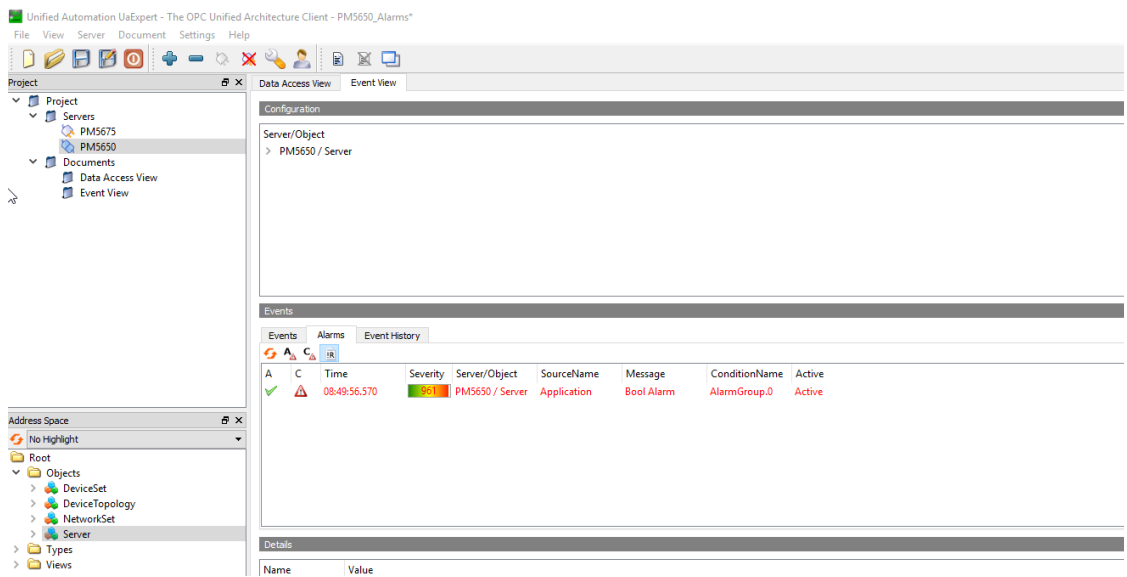 Unified Automation UaExpert - The OPC Unified Architecture Client - PM5650_Alarms*
File View Server Document Settings Help
Project
Project
Servers
PM5675
PM5650
Documents
Data Access View
Event View
Data Access View Event View
Configuration
Server/Object
PM5650 / Server
Events
Events Alarms Event History
A C !R
A C Time Severity Server/Object SourceName Message ConditionName Active
08:49:56.570 961 PM5650 / Server Application Bool Alarm AlarmGroup.0 Active
Address Space
No Highlight
Root
Objects
DeviceSet
DeviceTopology
NetworkSet
Server
Types
Views
Details
Name Value